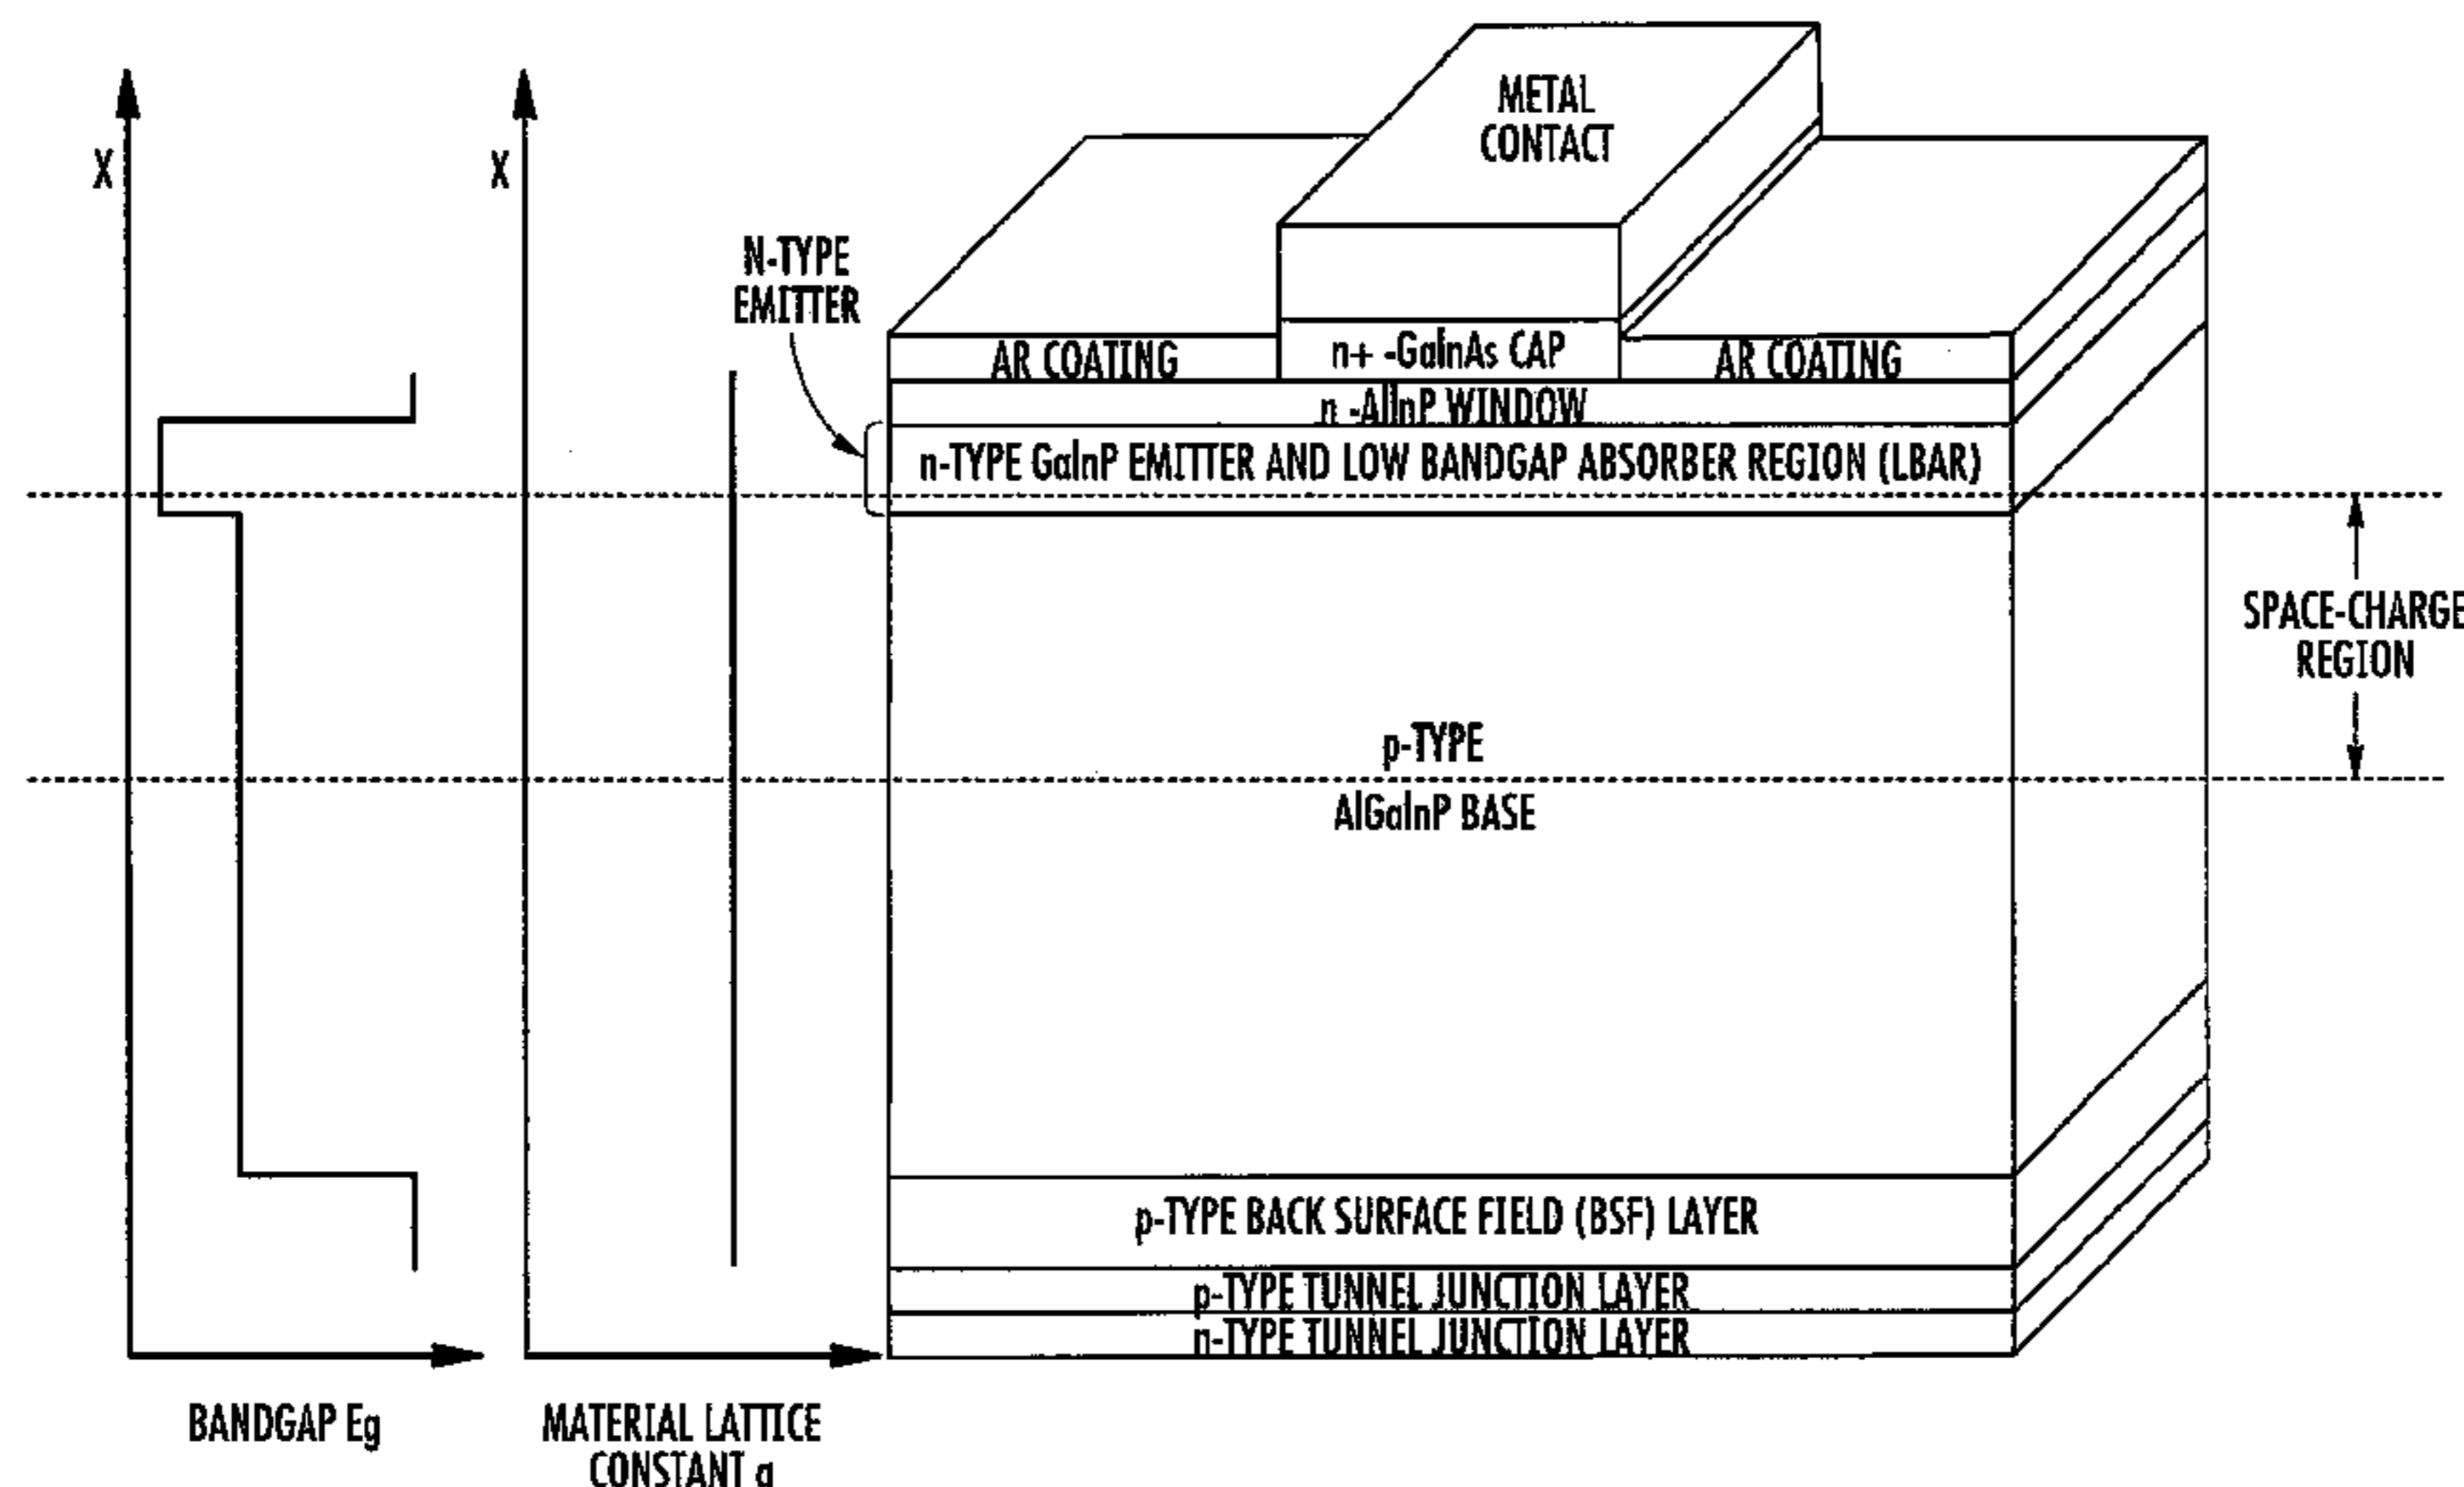 METAL
CONTACT
X
X
N-TYPE
EMITTER
AR COATING
n+ -GaInAs CAP
AR COATING
n -AlInP WINDOW
n-TYPE GaInP EMITTER AND LOW BANDGAP ABSORBER REGION (LBAR)
SPACE-CHARGE
REGION
p-TYPE
AlGaInP BASE
p-TYPE BACK SURFACE FIELD (BSF) LAYER
p-TYPE TUNNEL JUNCTION LAYER
n-TYPE TUNNEL JUNCTION LAYER
BANDGAP Eg
MATERIAL LATTICE
CONSTANT a